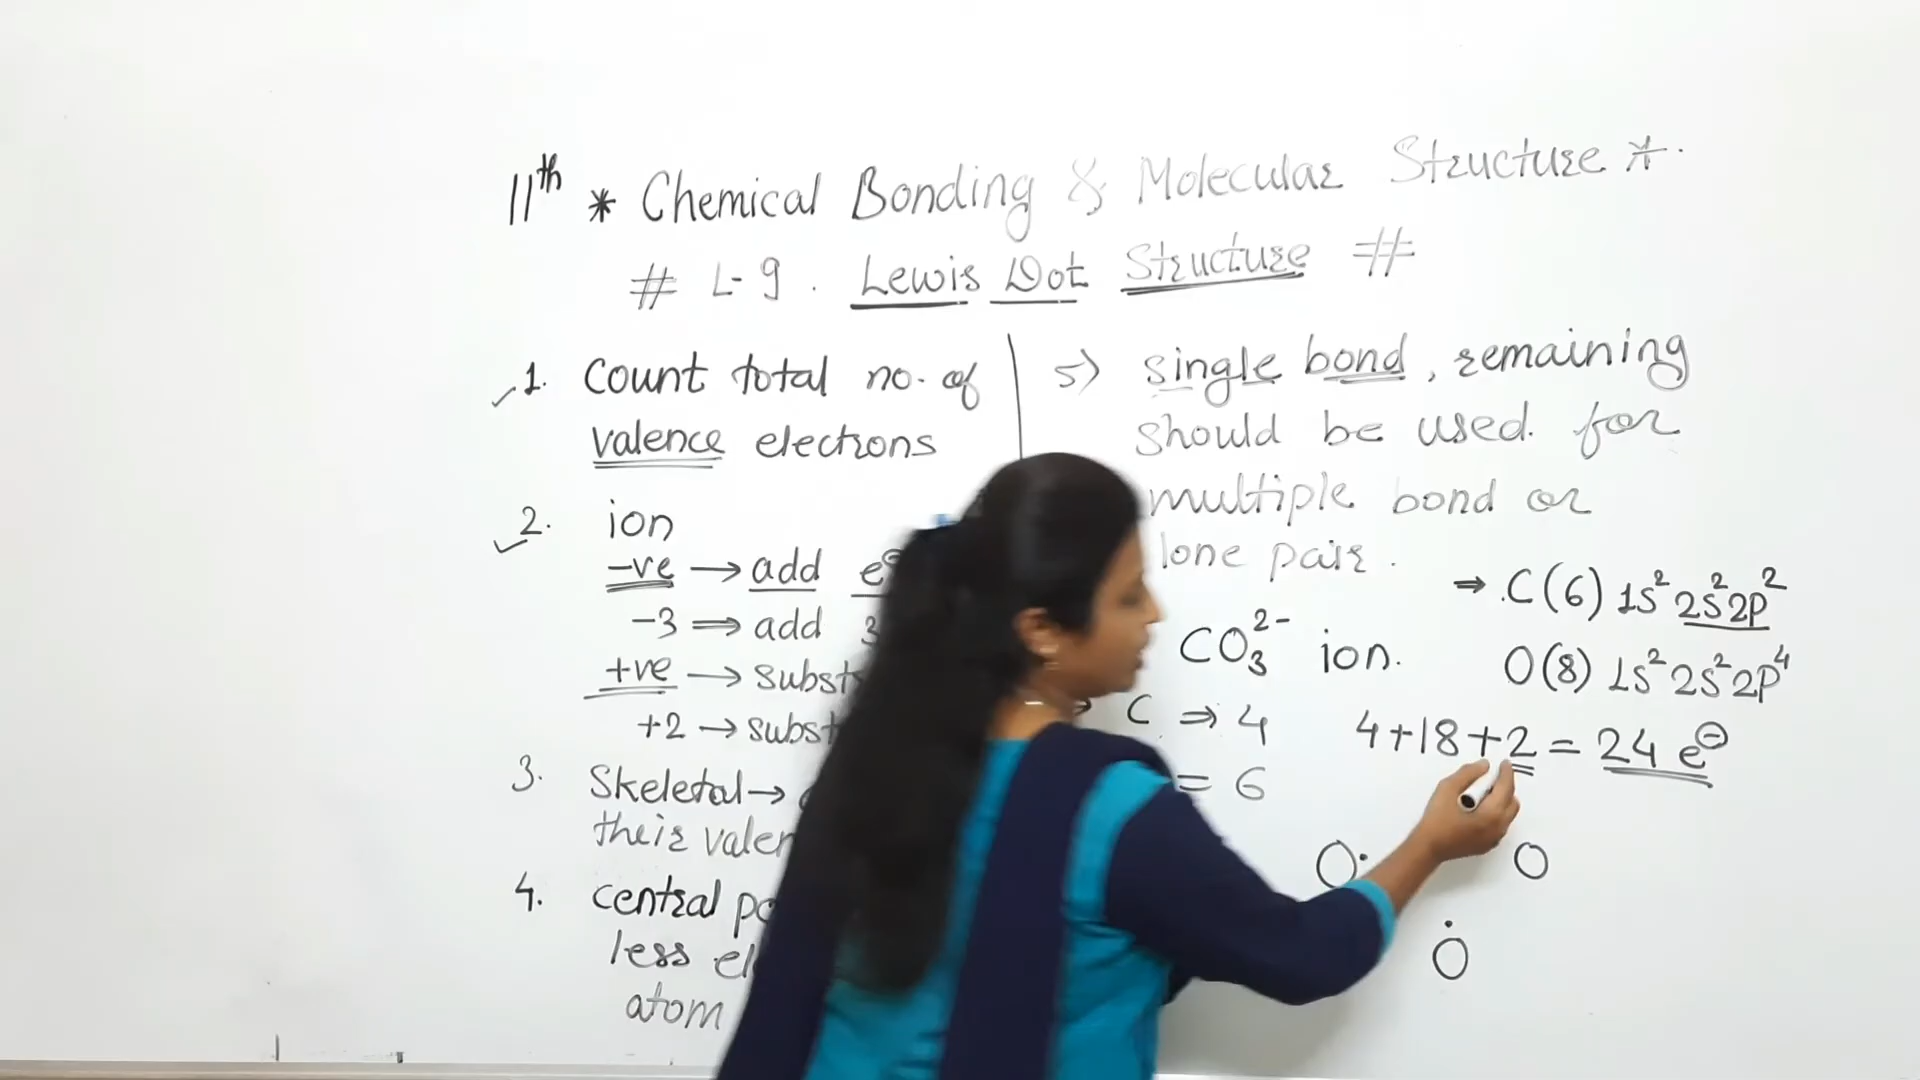 11th * Chemical Bonding & Molecular Structure *
# L-9. Lewis Dot Structure #
1. Count total no. of
valence electrons
2. ion
-ve → add
-3 ⇒ add 3
+ve →
+2 →
3. Skeletal →
their
4. central
less
atom
5) single bond, remaining
should be used for
multiple bond or
lone pair.
CO₃²⁻ ion.
C ⇒ 4
= 6
⇒ C(6) 1s² 2s² 2p²
O(8) 1s² 2s² 2p⁴
4+18+2 = 24 e⊖
O O
O